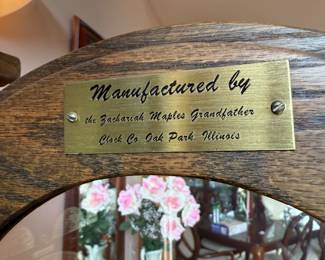 Manufactured by
the Zachariah Maples Grandfather
Clock Co. Oak Park, Illinois